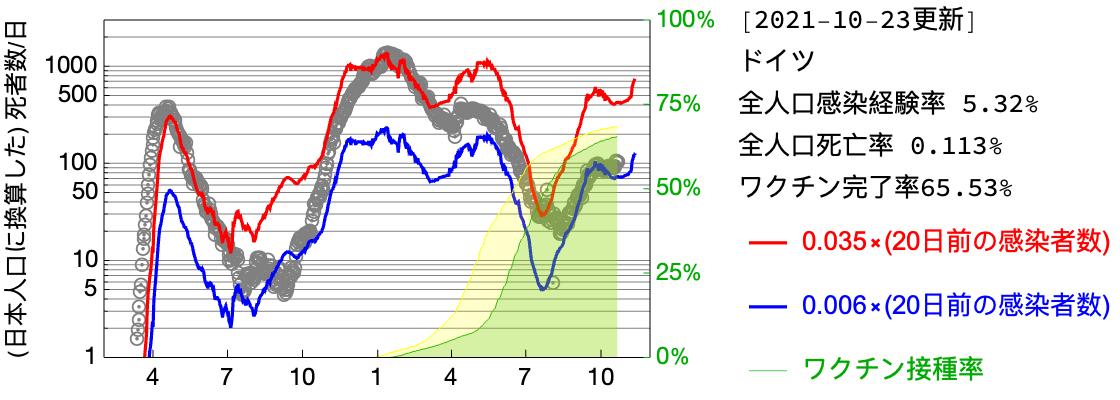 (日本人口に換算した) 死者数/日
1000
500
100
50
10
5
1
4 7 10 1 4 7 10
100%
75%
50%
25%
0%
[2021-10-23更新]
ドイツ
全人口感染経験率 5.32%
全人口死亡率 0.113%
ワクチン完了率65.53%
0.035×(20日前の感染者数)
0.006×(20日前の感染者数)
ワクチン接種率